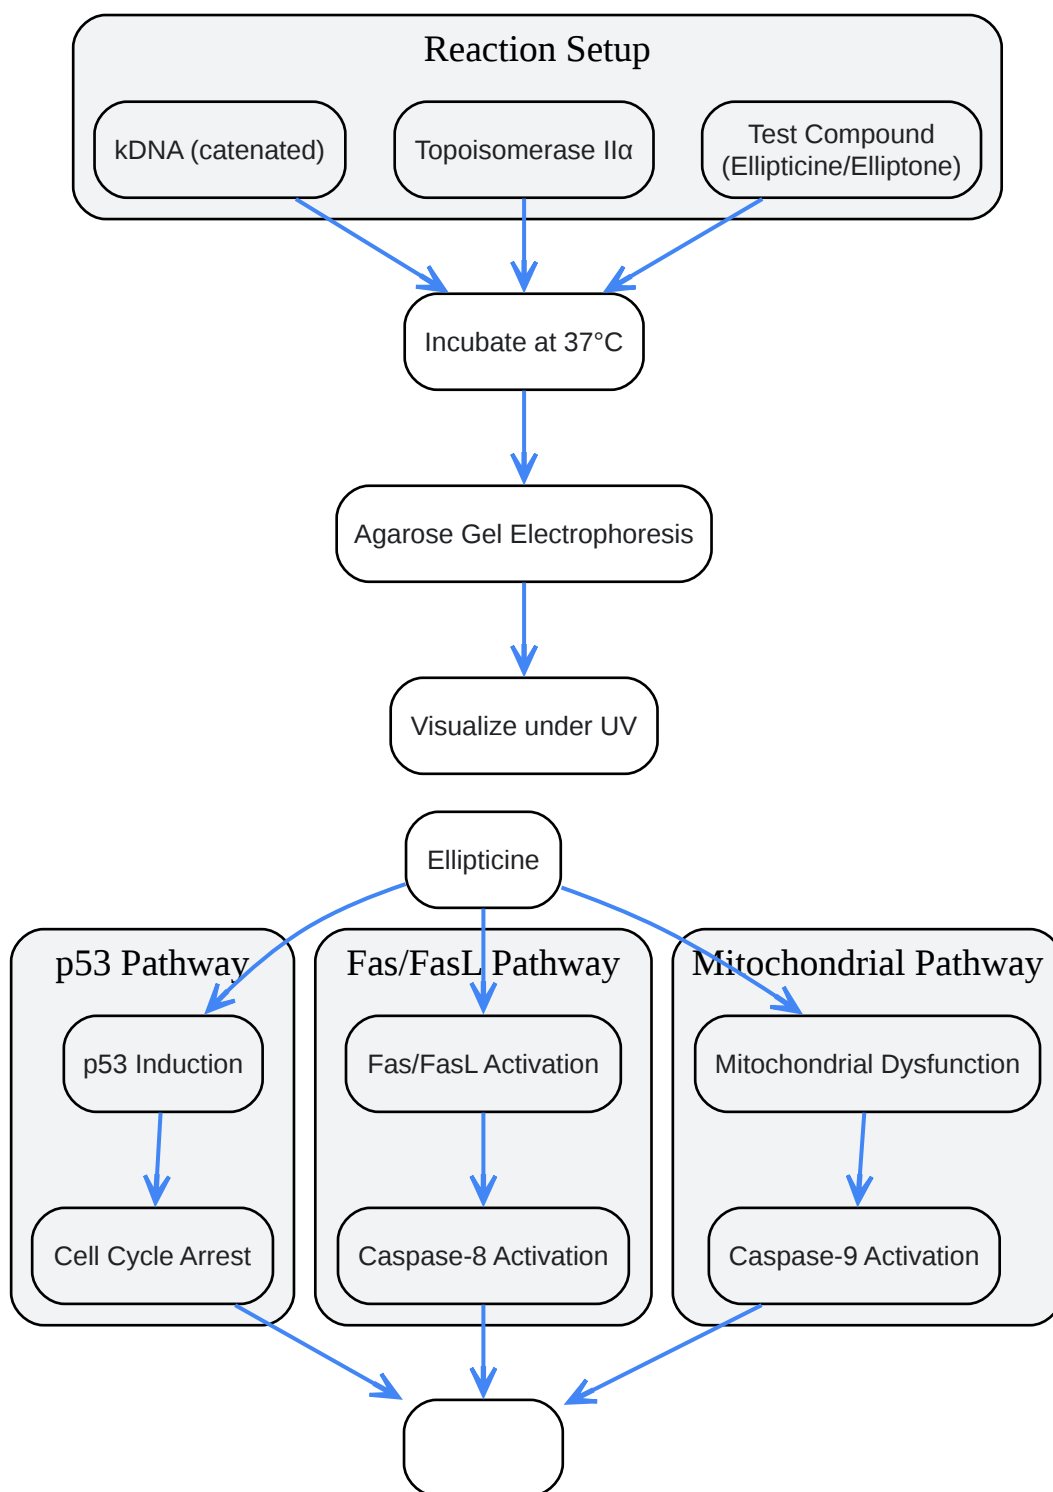 Reaction Setup
kDNA (catenated)
Topoisomerase IIα
Test Compound
(Ellipticine/Elliptone)
Incubate at 37°C
Agarose Gel Electrophoresis
Visualize under UV
Ellipticine
p53 Pathway
Fas/FasL Pathway
Mitochondrial Pathway
p53 Induction
Fas/FasL Activation
Mitochondrial Dysfunction
Cell Cycle Arrest
Caspase-8 Activation
Caspase-9 Activation